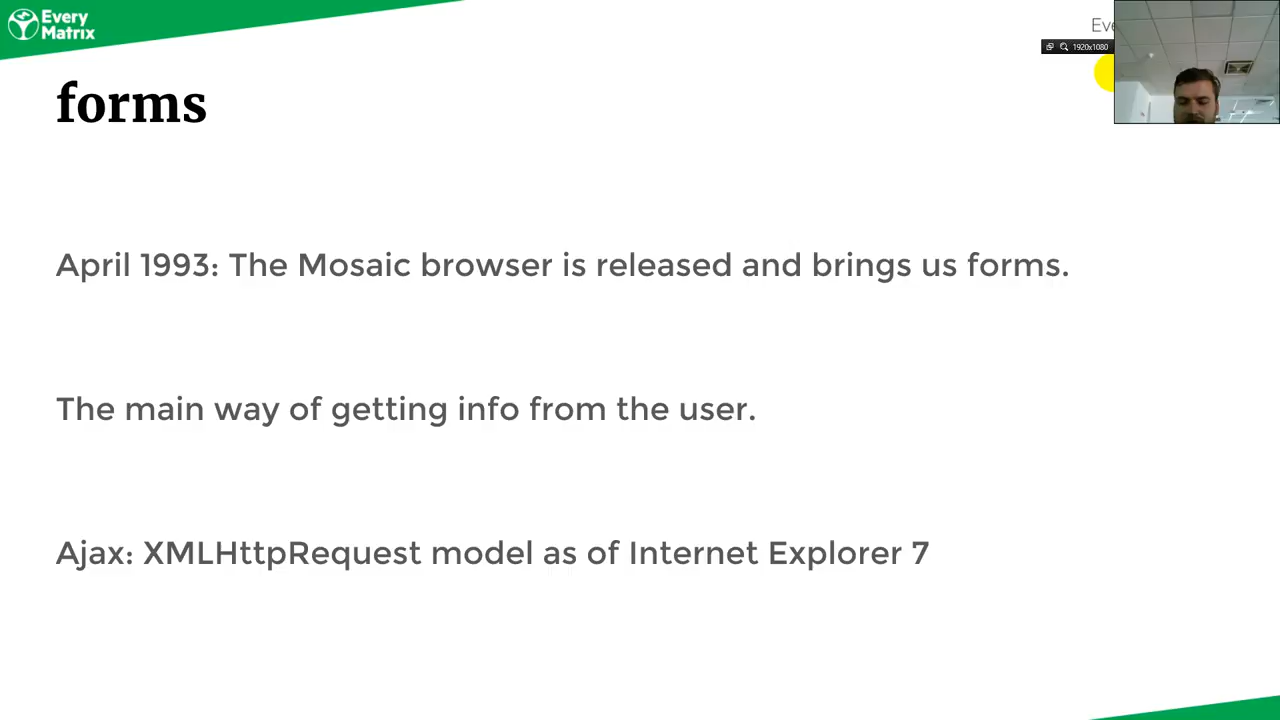 Every
Matrix
1920x1080
forms
April 1993: The Mosaic browser is released and brings us forms.
The main way of getting info from the user.
Ajax: XMLHttpRequest model as of Internet Explorer 7